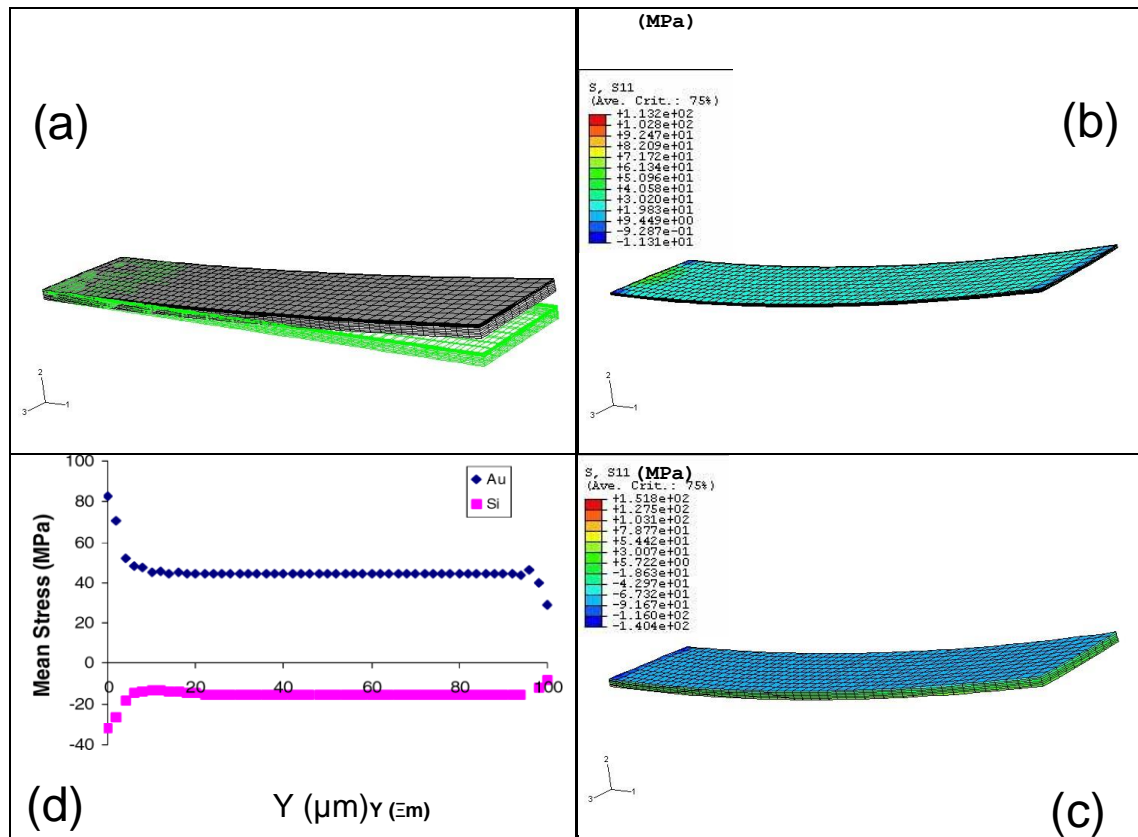 (a)
2
3
1
(MPa)
S, S11
(Ave. Crit.: 75%)
+1.132e+02
+1.028e+02
+9.247e+01
+8.209e+01
+7.172e+01
+6.134e+01
+5.096e+01
+4.058e+01
+3.020e+01
+1.983e+01
+9.449e+00
-9.287e-01
-1.131e+01
(b)
2
3
1
100
80
60
40
20
0
-20
-40
Mean Stress (MPa)
Au
Si
0
20
40
60
80
100
Y (μm) Y (Ξm)
(d)
S, S11 (MPa)
(Ave. Crit.: 75%)
+1.518e+02
+1.275e+02
+1.031e+02
+7.877e+01
+5.442e+01
+3.007e+01
+5.722e+00
-1.863e+01
-4.297e+01
-6.732e+01
-9.167e+01
-1.160e+02
-1.404e+02
2
3
1
(c)